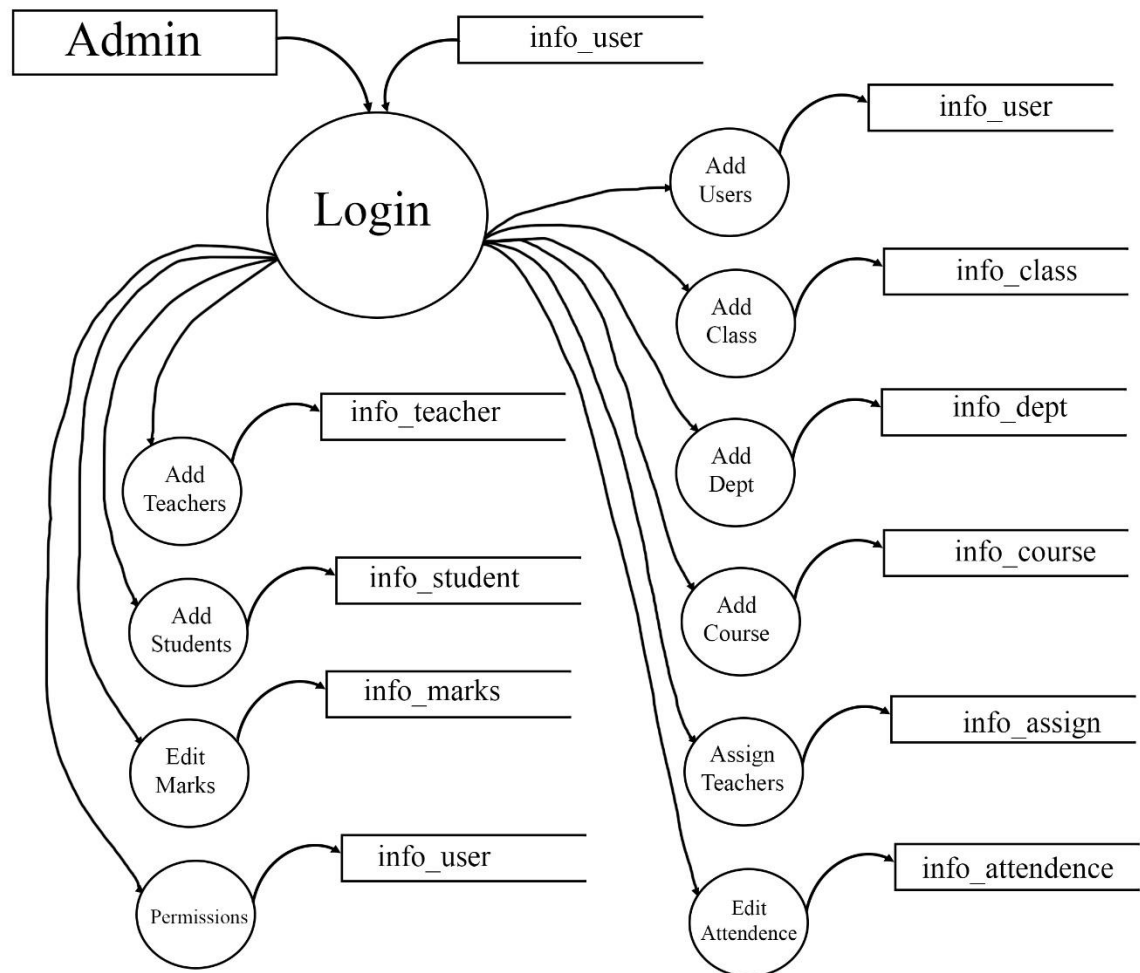 Admin
info_user
Login
Add
Users
info_user
Add
Class
info_class
Add
Dept
info_dept
Add
Course
info_course
Assign
Teachers
info_assign
Edit
Attendence
info_attendence
Add
Teachers
info_teacher
Add
Students
info_student
Edit
Marks
info_marks
Permissions
info_user